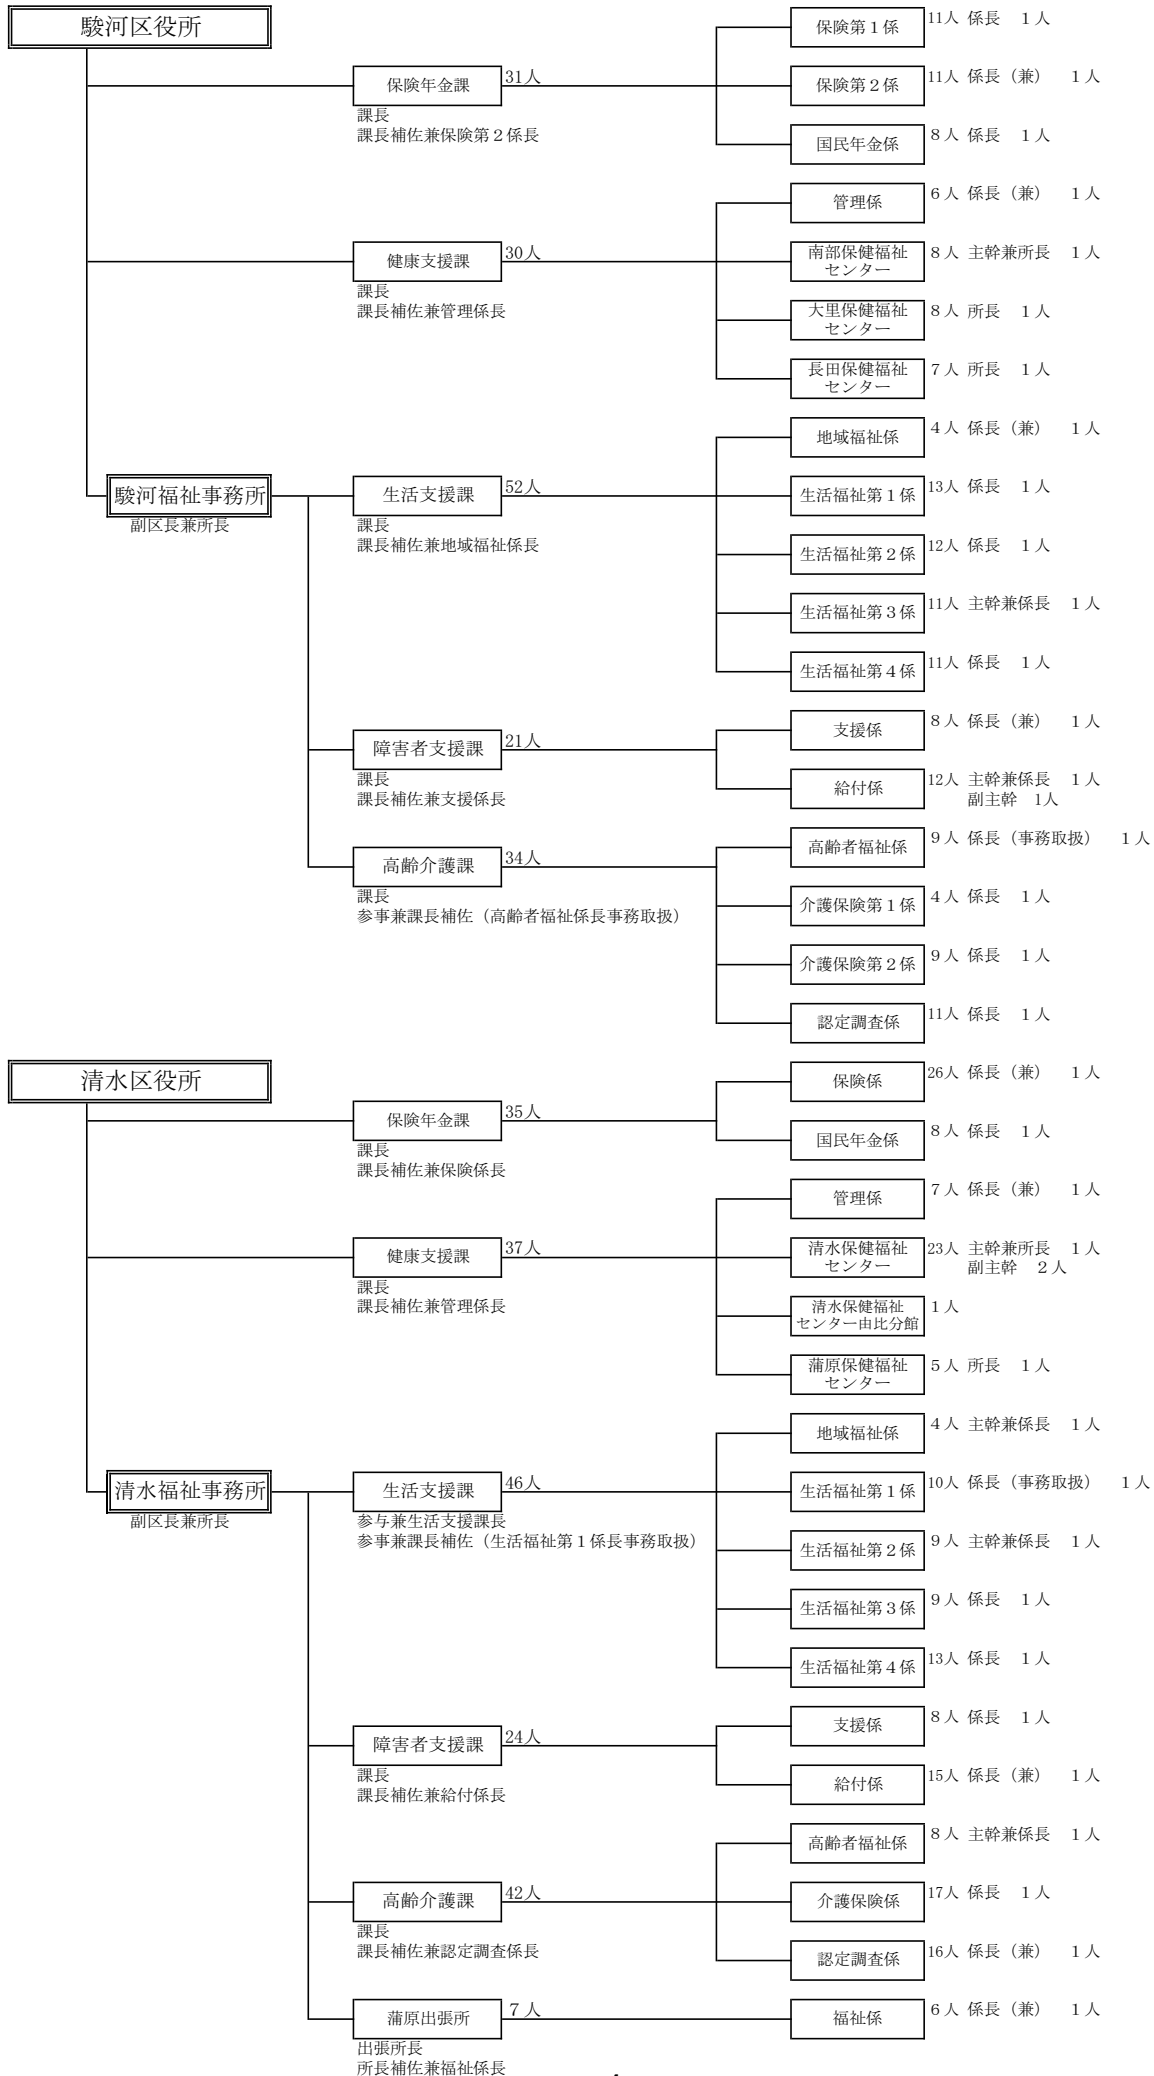 駿河区役所
保険第１係 11人 係長 １人
保険年金課 31人
課長
課長補佐兼保険第２係長
保険第２係 11人 係長（兼） １人
国民年金係 ８人 係長 １人
管理係 ６人 係長（兼） １人
健康支援課 30人
課長
課長補佐兼管理係長
南部保健福祉
センター
８人 主幹兼所長 １人
大里保健福祉
センター
８人 所長 １人
長田保健福祉
センター
７人 所長 １人
駿河福祉事務所
副区長兼所長
地域福祉係 ４人 係長（兼） １人
生活支援課 52人
課長
課長補佐兼地域福祉係長
生活福祉第１係 13人 係長 １人
生活福祉第２係 12人 係長 １人
生活福祉第３係 11人 主幹兼係長 １人
生活福祉第４係 11人 係長 １人
障害者支援課 21人
課長
課長補佐兼支援係長
支援係 ８人 係長（兼） １人
給付係 12人 主幹兼係長 １人
副主幹 1人
高齢介護課 34人
課長
参事兼課長補佐（高齢者福祉係長事務取扱）
高齢者福祉係 ９人 係長（事務取扱） １人
介護保険第１係 ４人 係長 １人
介護保険第２係 ９人 係長 １人
認定調査係 11人 係長 １人
清水区役所
保険年金課 35人
課長
課長補佐兼保険係長
保険係 26人 係長（兼） １人
国民年金係 ８人 係長 １人
健康支援課 37人
課長
課長補佐兼管理係長
管理係 ７人 係長（兼） １人
清水保健福祉
センター
23人 主幹兼所長 １人
副主幹 ２人
清水保健福祉
センター由比分館
１人
蒲原保健福祉
センター
５人 所長 １人
清水福祉事務所
副区長兼所長
生活支援課 46人
参与兼生活支援課長
参事兼課長補佐（生活福祉第１係長事務取扱）
地域福祉係 ４人 主幹兼係長 １人
生活福祉第１係 10人 係長（事務取扱） １人
生活福祉第２係 ９人 主幹兼係長 １人
生活福祉第３係 ９人 係長 １人
生活福祉第４係 13人 係長 １人
障害者支援課 24人
課長
課長補佐兼給付係長
支援係 ８人 係長 １人
給付係 15人 係長（兼） １人
高齢介護課 42人
課長
課長補佐兼認定調査係長
高齢者福祉係 ８人 主幹兼係長 １人
介護保険係 17人 係長 １人
認定調査係 16人 係長（兼） １人
蒲原出張所 ７人
出張所長
所長補佐兼福祉係長
福祉係 ６人 係長（兼） １人